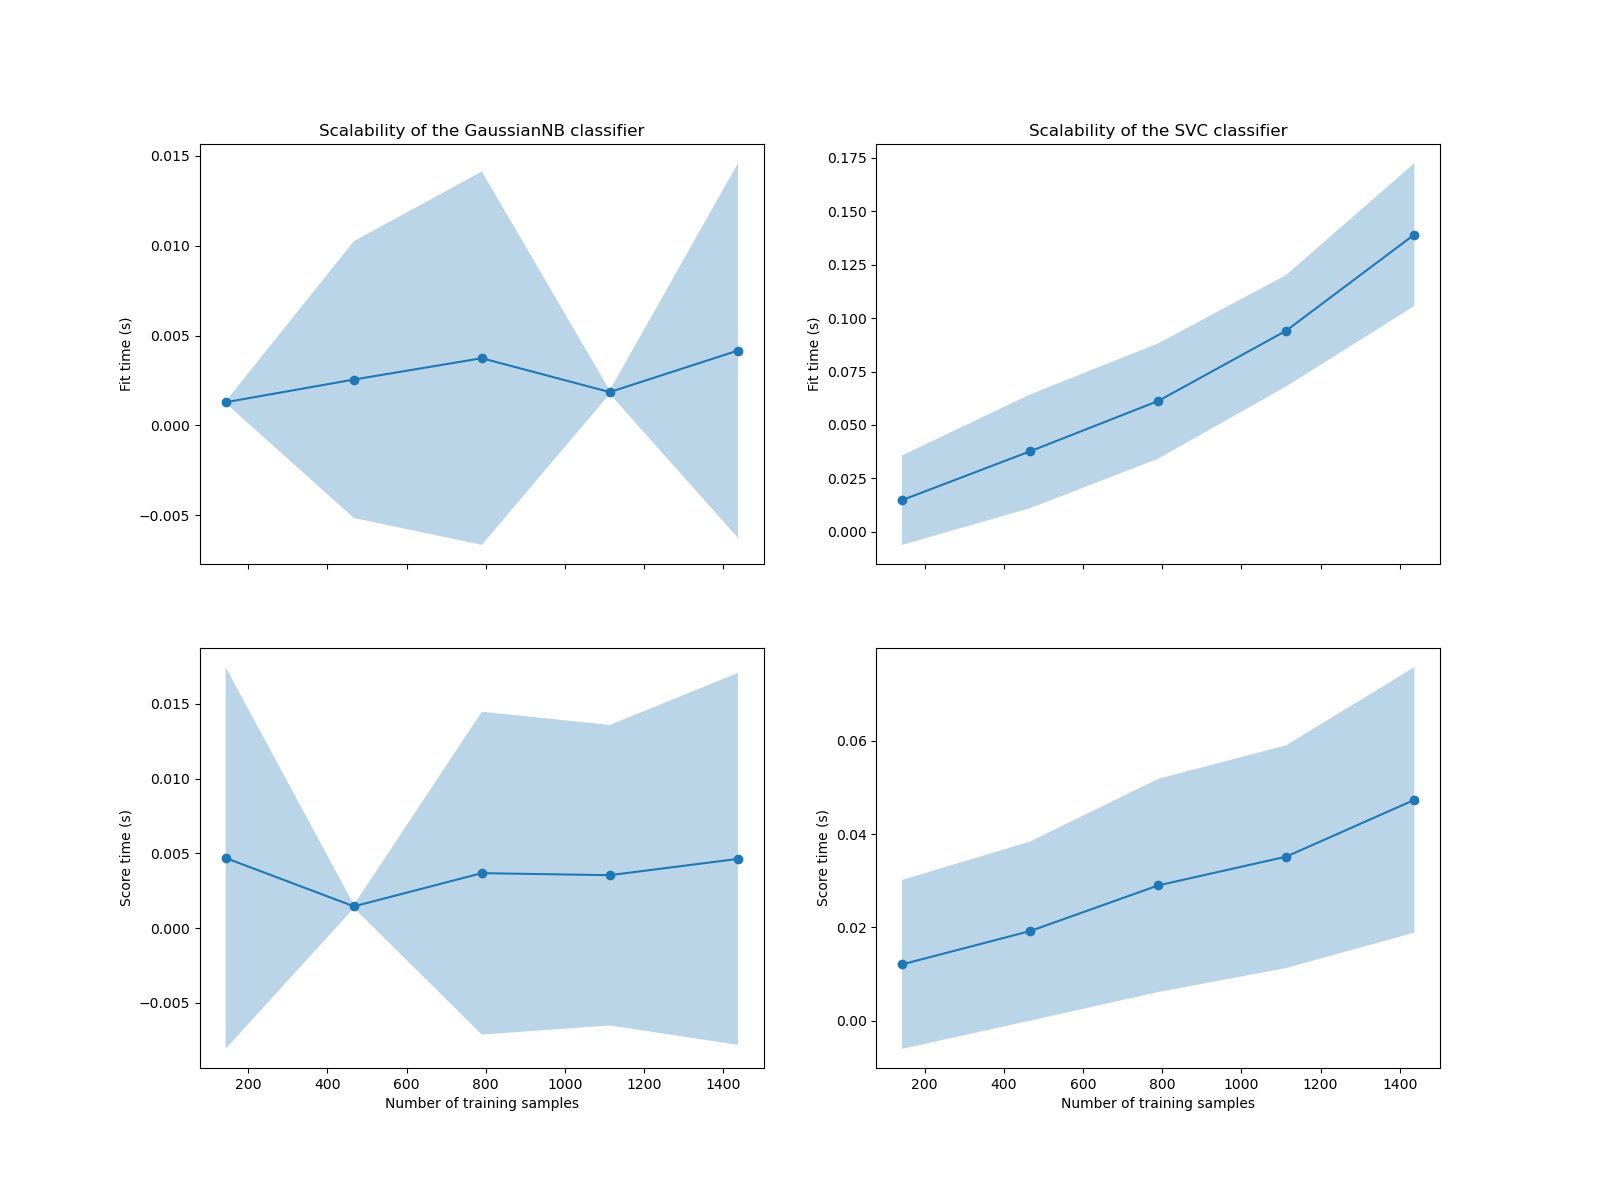 Scalability of the GaussianNB classifier
0.015
0.010
0.005
0.000
−0.005
Fit time (s)
Scalability of the SVC classifier
0.175
0.150
0.125
0.100
0.075
0.050
0.025
0.000
Fit time (s)
0.015
0.010
0.005
0.000
−0.005
Score time (s)
200 400 600 800 1000 1200 1400
Number of training samples
0.06
0.04
0.02
0.00
Score time (s)
200 400 600 800 1000 1200 1400
Number of training samples